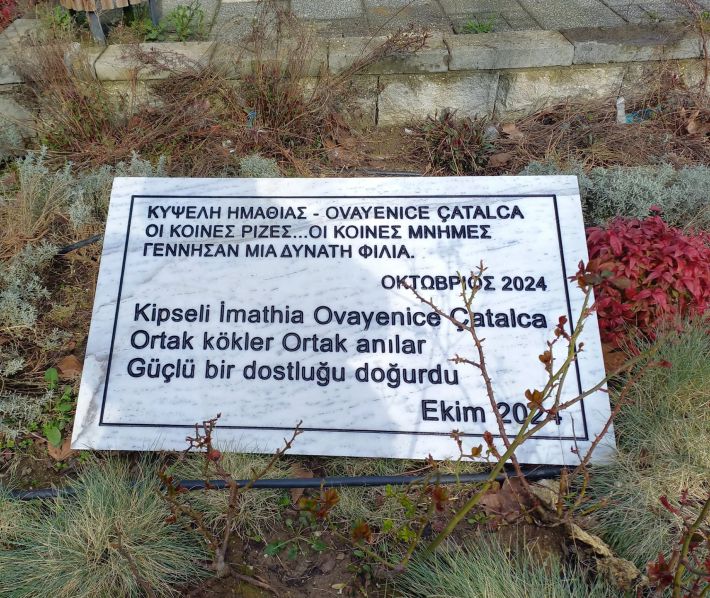 ΚΥΨΕΛΗ ΗΜΑΘΙΑΣ - OVAYENICE ÇATALCA
ΟΙ ΚΟΙΝΕΣ ΡΙΖΕΣ...ΟΙ ΚΟΙΝΕΣ ΜΝΗΜΕΣ
ΓΕΝΝΗΣΑΝ ΜΙΑ ΔΥΝΑΤΗ ΦΙΛΙΑ.
ΟΚΤΩΒΡΙΟΣ 2024
Kipseli İmathia Ovayenice Çatalca
Ortak kökler Ortak anılar
Güçlü bir dostluğu doğurdu
Ekim 2024